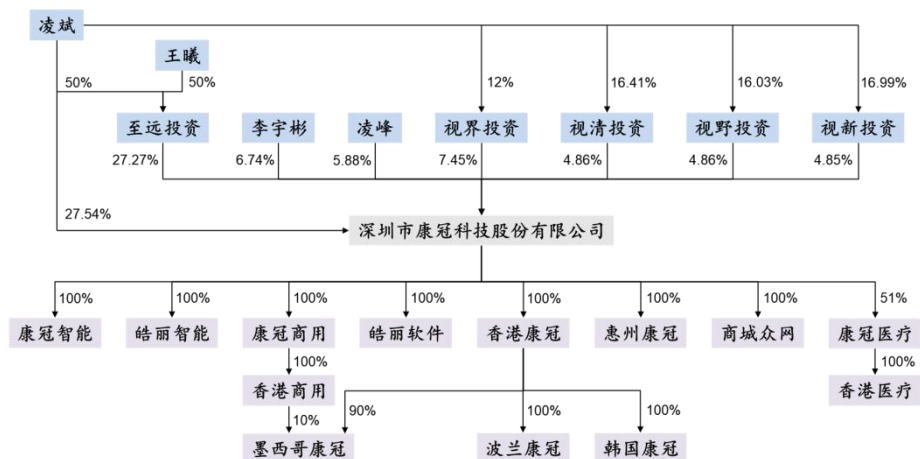 凌斌
王曦
50%
50%
12%
16.41%
16.03%
16.99%
至远投资
李宇彬
凌峰
视界投资
视清投资
视野投资
视新投资
27.27%
6.74%
5.88%
7.45%
4.86%
4.86%
4.85%
27.54%
深圳市康冠科技股份有限公司
100%
100%
100%
100%
100%
100%
100%
51%
康冠智能
皓丽智能
康冠商用
皓丽软件
香港康冠
惠州康冠
商城众网
康冠医疗
100%
100%
香港商用
香港医疗
10%
90%
100%
100%
墨西哥康冠
波兰康冠
韩国康冠